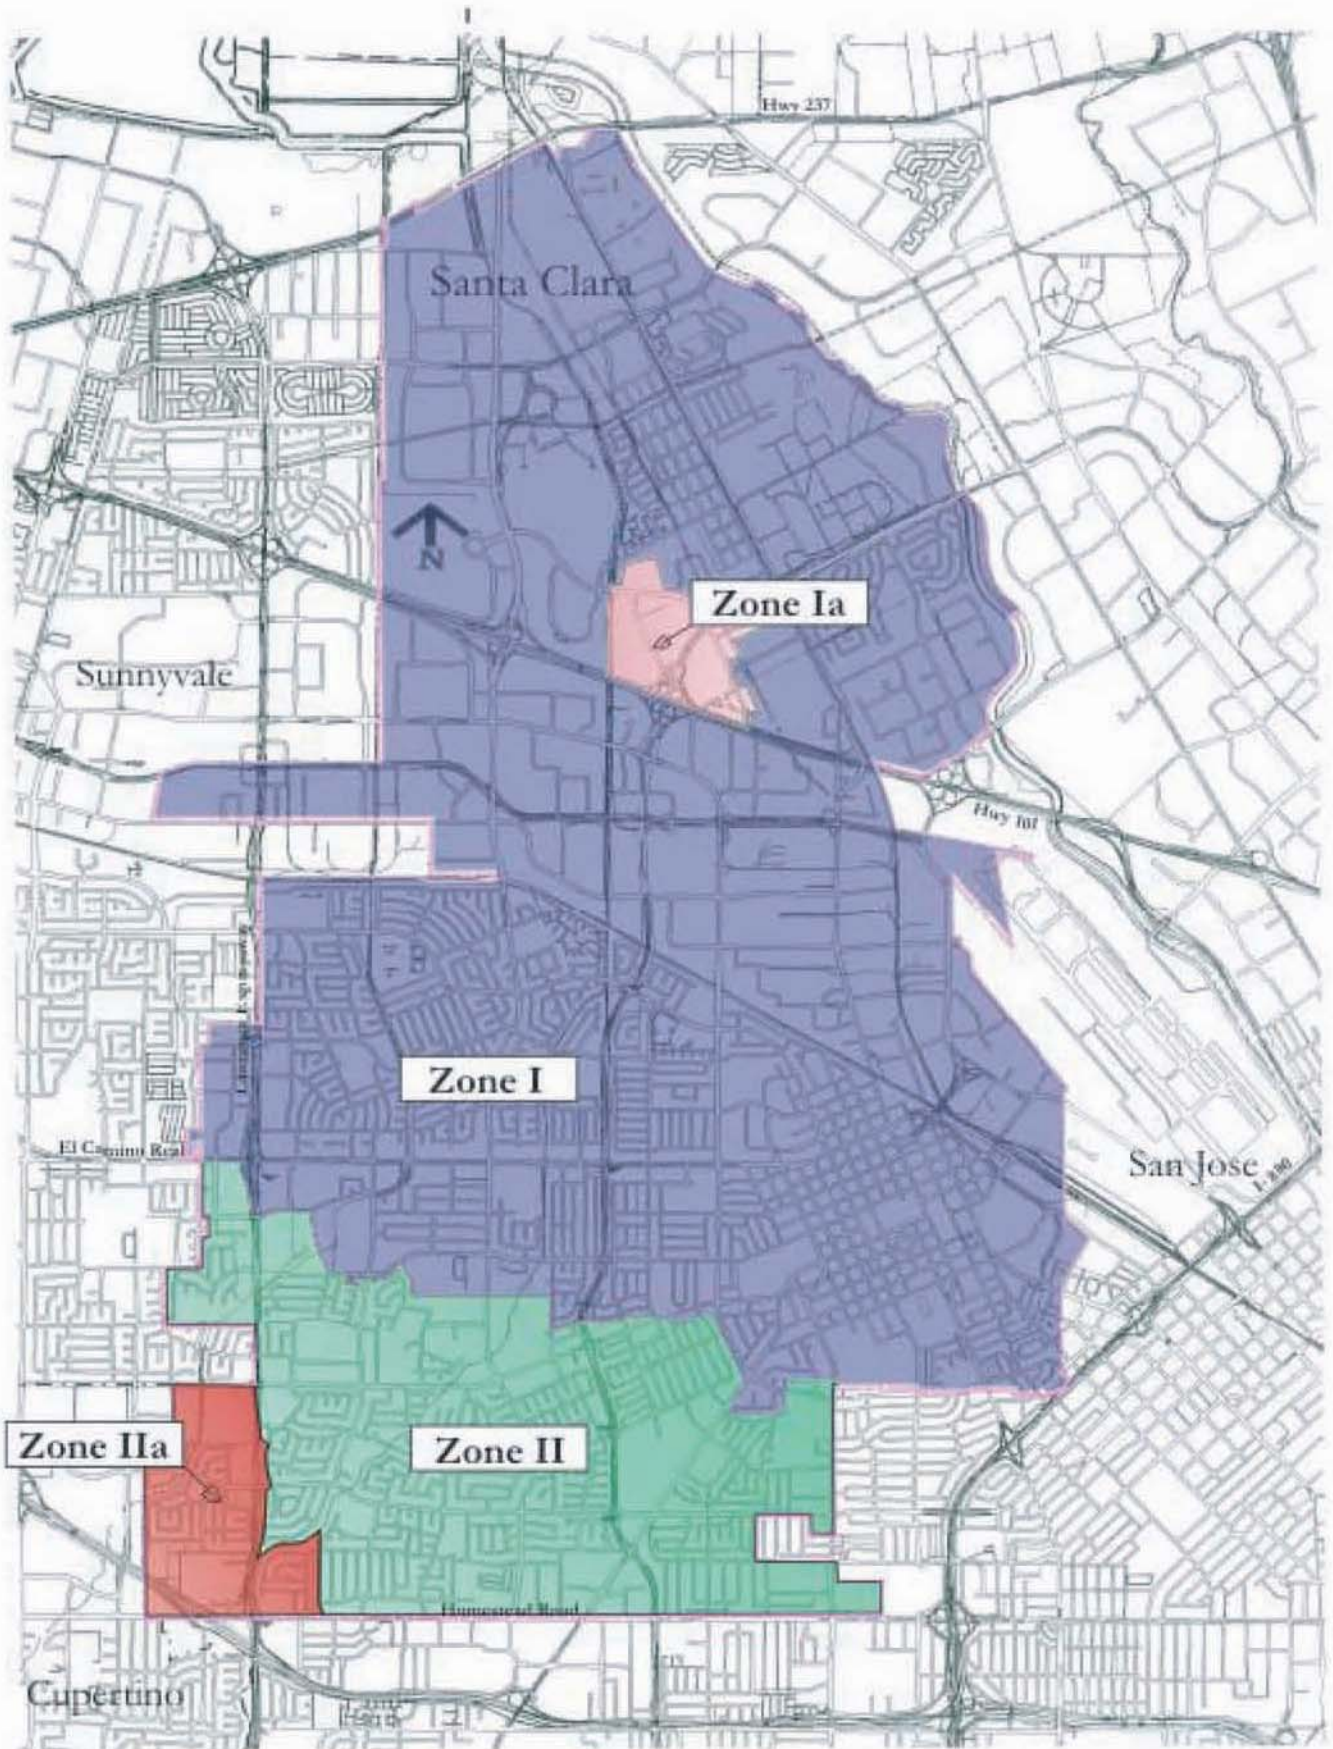 Hwy 237
Santa Clara
N
Zone Ia
Sunnyvale
Hwy 101
Zone I
El Camino Real
San Jose
I-880
Zone IIa
Zone II
Homestead Road
Cupertino